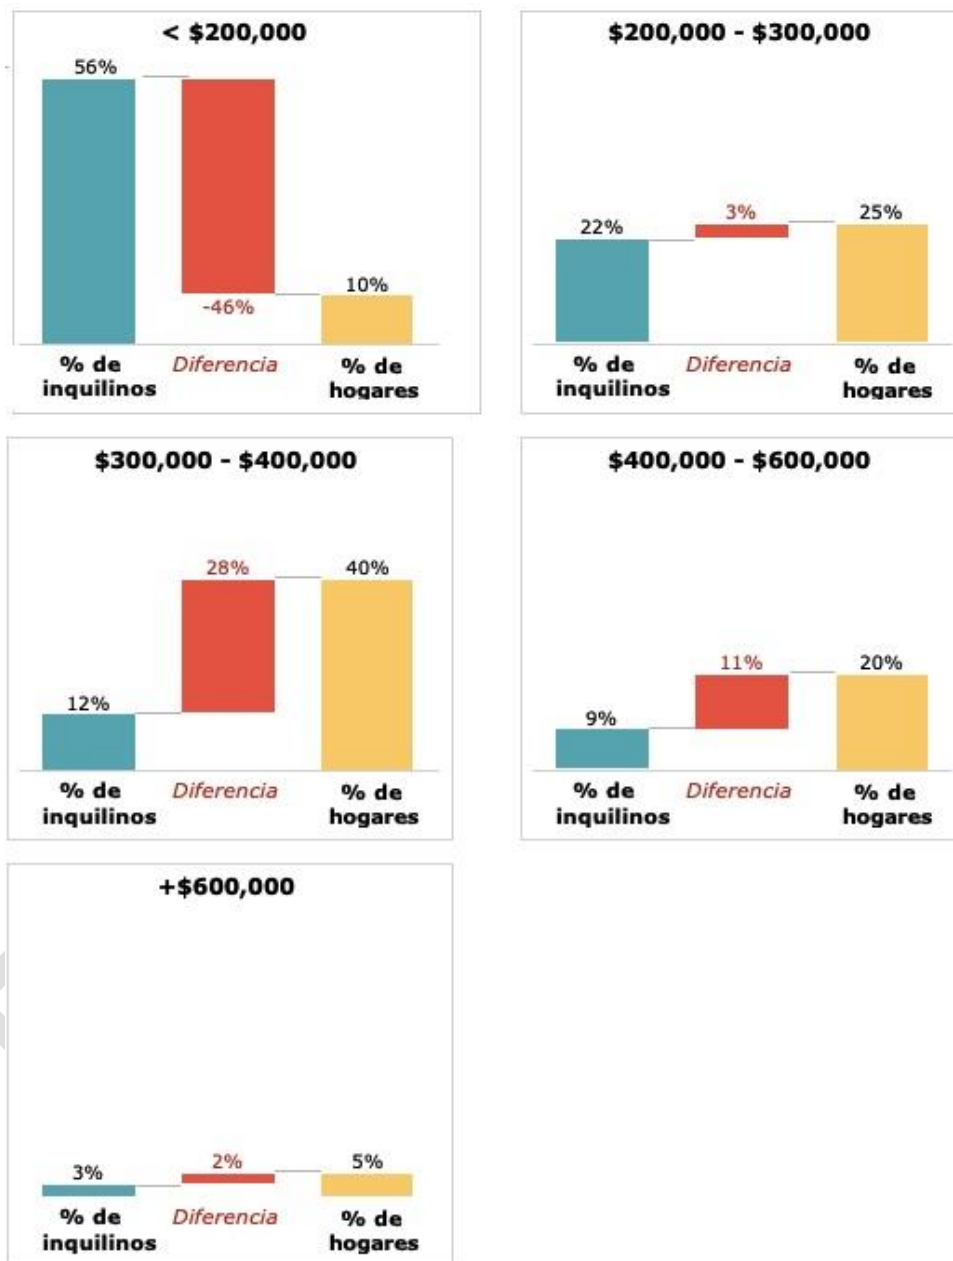 < $200,000
56%
-46%
10%
% de
inquilinos
Diferencia
% de
hogares
$200,000 - $300,000
22%
3%
25%
% de
inquilinos
Diferencia
% de
hogares
$300,000 - $400,000
12%
28%
40%
% de
inquilinos
Diferencia
% de
hogares
$400,000 - $600,000
9%
11%
20%
% de
inquilinos
Diferencia
% de
hogares
+$600,000
3%
2%
5%
% de
inquilinos
Diferencia
% de
hogares